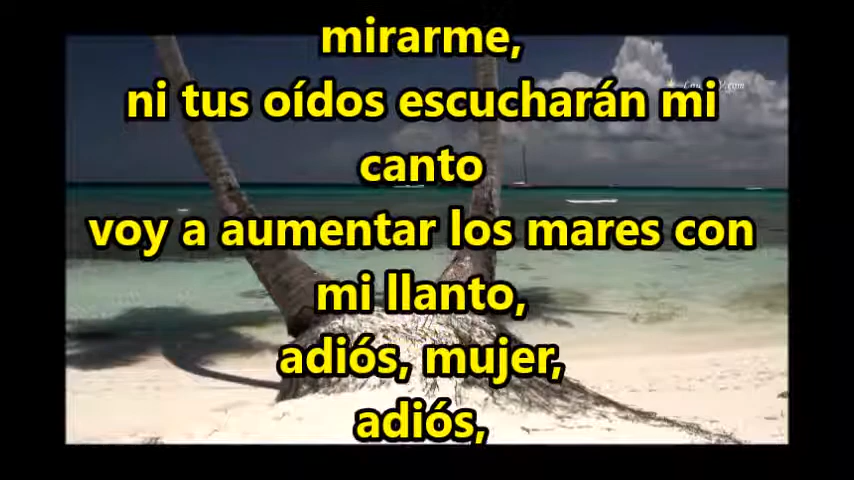 mirarme,
ni tus oídos escucharán mi
canto
voy a aumentar los mares con
mi llanto,
adiós, mujer,
adiós,